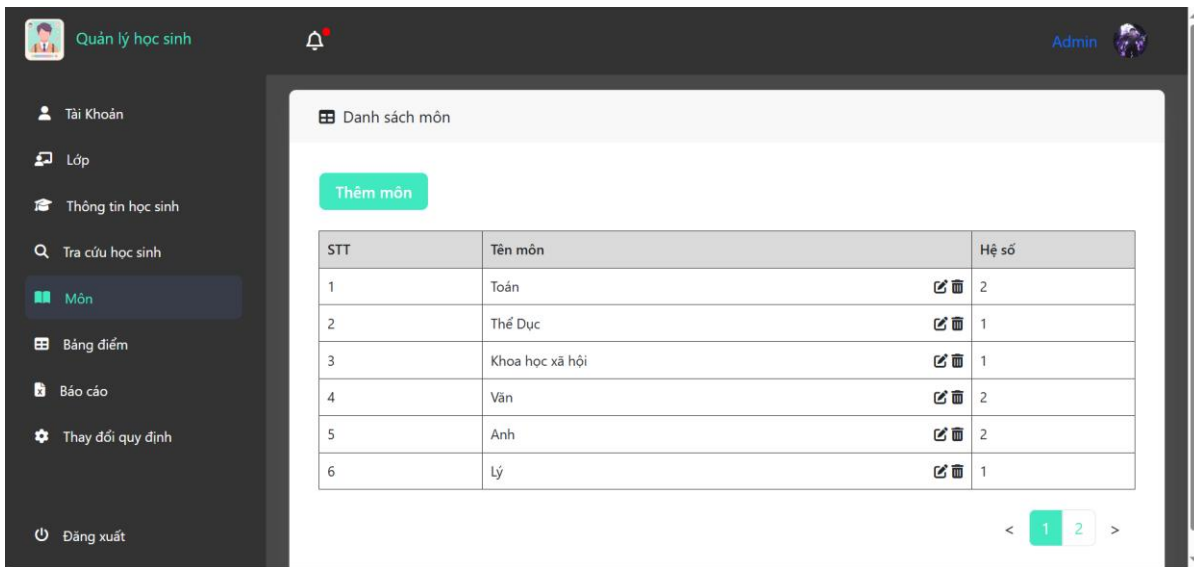 Quản lý học sinh
Admin
Tài Khoản
Lớp
Thông tin học sinh
Tra cứu học sinh
Môn
Bảng điểm
Báo cáo
Thay đổi quy định
Đăng xuất
Danh sách môn
Thêm môn
STT Tên môn Hệ số
1 Toán 2
2 Thể Dục 1
3 Khoa học xã hội 1
4 Văn 2
5 Anh 2
6 Lý 1
< 1 2 >